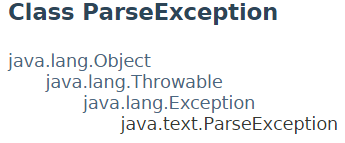 Class ParseException
java.lang.Object
java.lang.Throwable
java.lang.Exception
java.text.ParseException